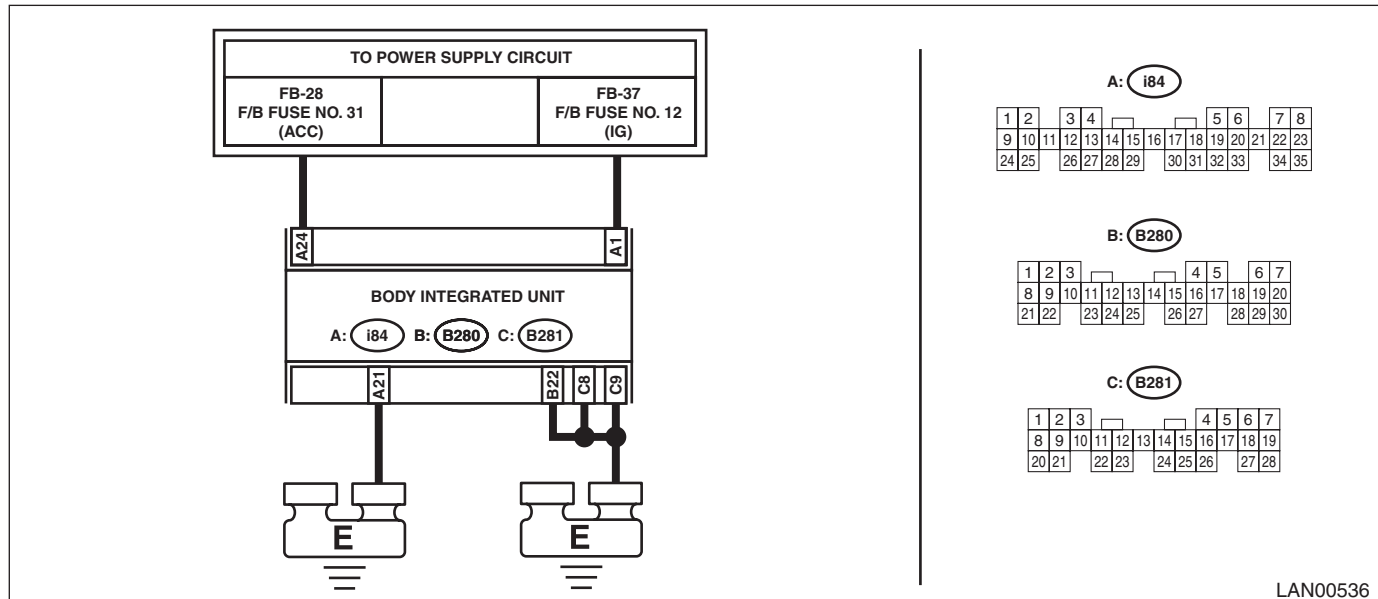 TO POWER SUPPLY CIRCUIT
FB-28
F/B FUSE NO. 31
(ACC)
FB-37
F/B FUSE NO. 12
(IG)
A24
A1
BODY INTEGRATED UNIT
A: i84 B: B280 C: B281
A21
B22
C8
C9
E
E
A: i84
1 2 3 4 5 6 7 8
9 10 11 12 13 14 15 16 17 18 19 20 21 22 23
24 25 26 27 28 29 30 31 32 33 34 35
B: B280
1 2 3 4 5 6 7
8 9 10 11 12 13 14 15 16 17 18 19 20
21 22 23 24 25 26 27 28 29 30
C: B281
1 2 3 4 5 6 7
8 9 10 11 12 13 14 15 16 17 18 19
20 21 22 23 24 25 26 27 28
LAN00536